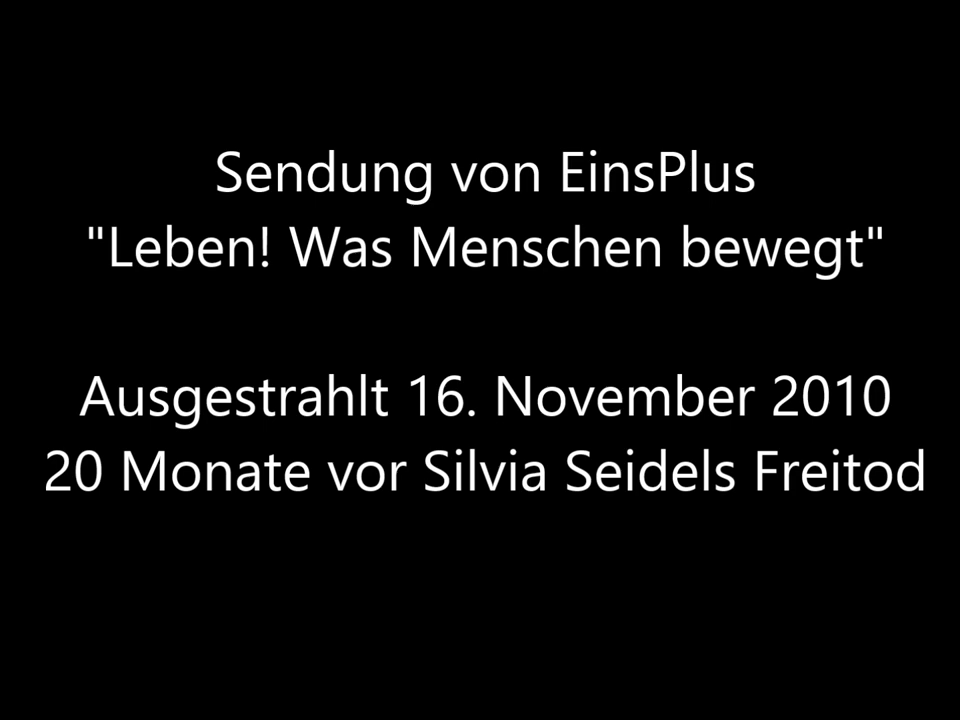 Sendung von EinsPlus
"Leben! Was Menschen bewegt"
Ausgestrahlt 16. November 2010
20 Monate vor Silvia Seidels Freitod